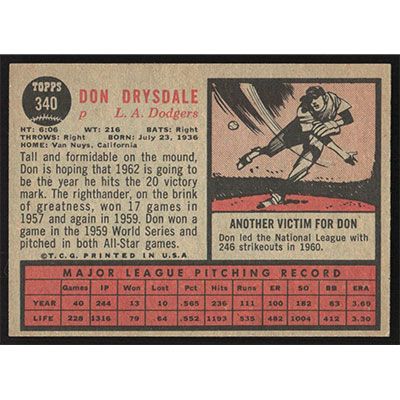 TOPPS
340
DON DRYSDALE
p L. A. Dodgers
HT: 6:06 WT: 216 BATS: Right
THROWS: Right BORN: July 23, 1936
HOME: Van Nuys, California
Tall and formidable on the mound,
Don is hoping that 1962 is going to
be the year he hits the 20 victory
mark. The righthander, on the brink
of greatness, won 17 games in
1957 and again in 1959. Don won a
game in the 1959 World Series and
pitched in both All-Star games.
©T.C.G. PRINTED IN U.S.A
ANOTHER VICTIM FOR DON
Don led the National League with
246 strikeouts in 1960.
MAJOR LEAGUE PITCHING RECORD
Games IP Won Lost Pct. Hits R ER SO BB ERA
YEAR 40 244 13 10 .565 236 111 100 182 83 3.69
LIFE 228 1316 79 64 .552 1193 535 482 1004 412 3.30